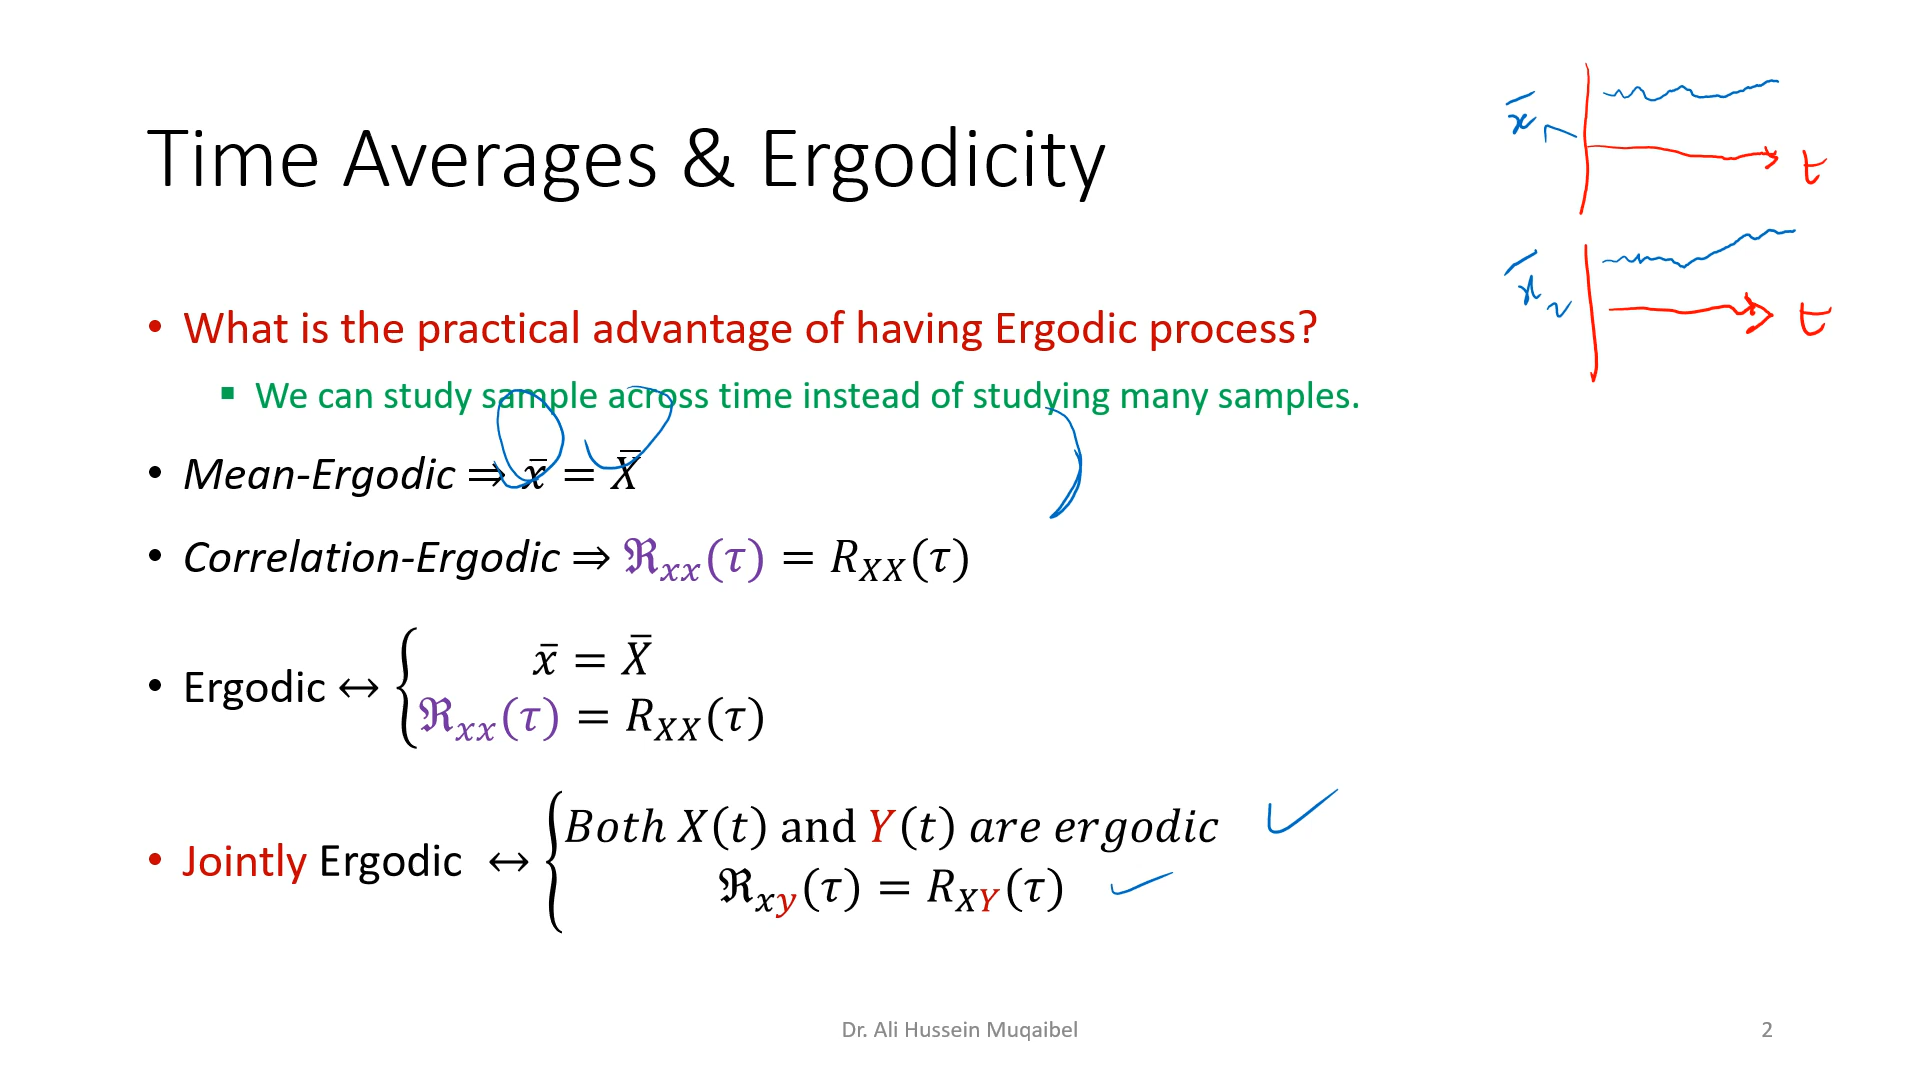 Time Averages & Ergodicity
x̄₁
t
x̄₂
t
• What is the practical advantage of having Ergodic process?
▪ We can study sample across time instead of studying many samples.
• Mean-Ergodic ⇒ x̄ = X̄
• Correlation-Ergodic ⇒ ℜxx(τ) = RXX(τ)
• Ergodic ↔ { x̄ = X̄
ℜxx(τ) = RXX(τ)
• Jointly Ergodic ↔ { Both X(t) and Y(t) are ergodic
ℜxy(τ) = RXY(τ)
Dr. Ali Hussein Muqaibel
2